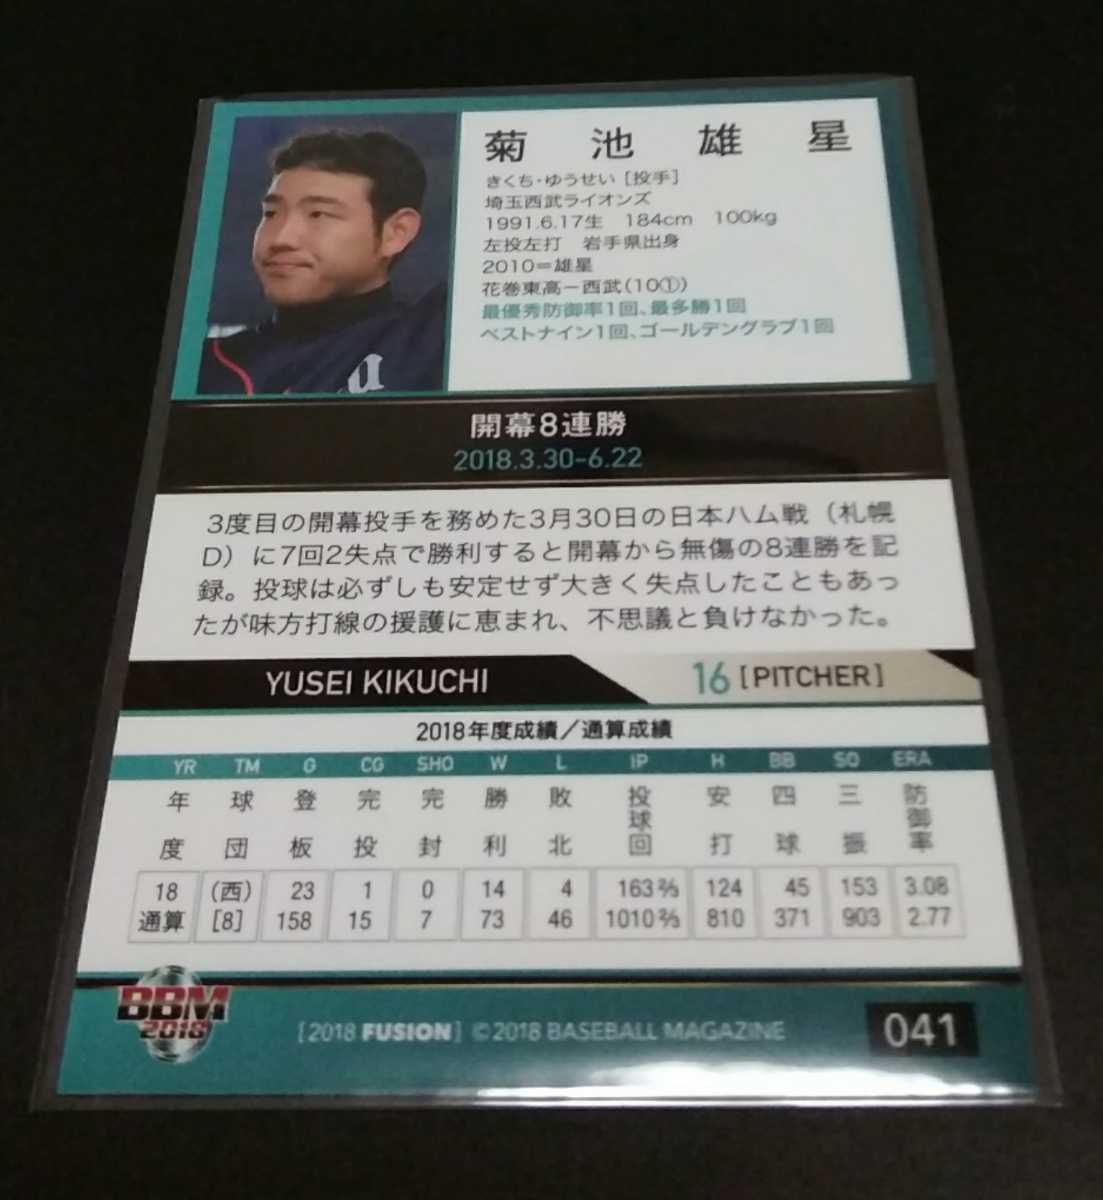 菊池雄星
きくち・ゆうせい［投手］
埼玉西武ライオンズ
1991.6.17生 184cm 100kg
左投左打 岩手県出身
2010＝雄星
花巻東高－西武（10①）
最優秀防御率1回、最多勝1回
ベストナイン1回、ゴールデングラブ1回
開幕8連勝
2018.3.30-6.22
3度目の開幕投手を務めた3月30日の日本ハム戦（札幌
D）に7回2失点で勝利すると開幕から無傷の8連勝を記
録。投球は必ずしも安定せず大きく失点したこともあっ
たが味方打線の援護に恵まれ、不思議と負けなかった。
YUSEI KIKUCHI 16 [PITCHER]
2018年度成績／通算成績
YR TM G CG SHO W L IP H BB SO ERA
年度 球団 登板 完投 完封 勝利 敗北 投球回 安打 四球 三振 防御率
18 (西) 23 1 0 14 4 163⅔ 124 45 153 3.08
通算 [8] 158 15 7 73 46 1010⅔ 810 371 903 2.77
BBM
2018
[2018 FUSION] ©2018 BASEBALL MAGAZINE 041
a